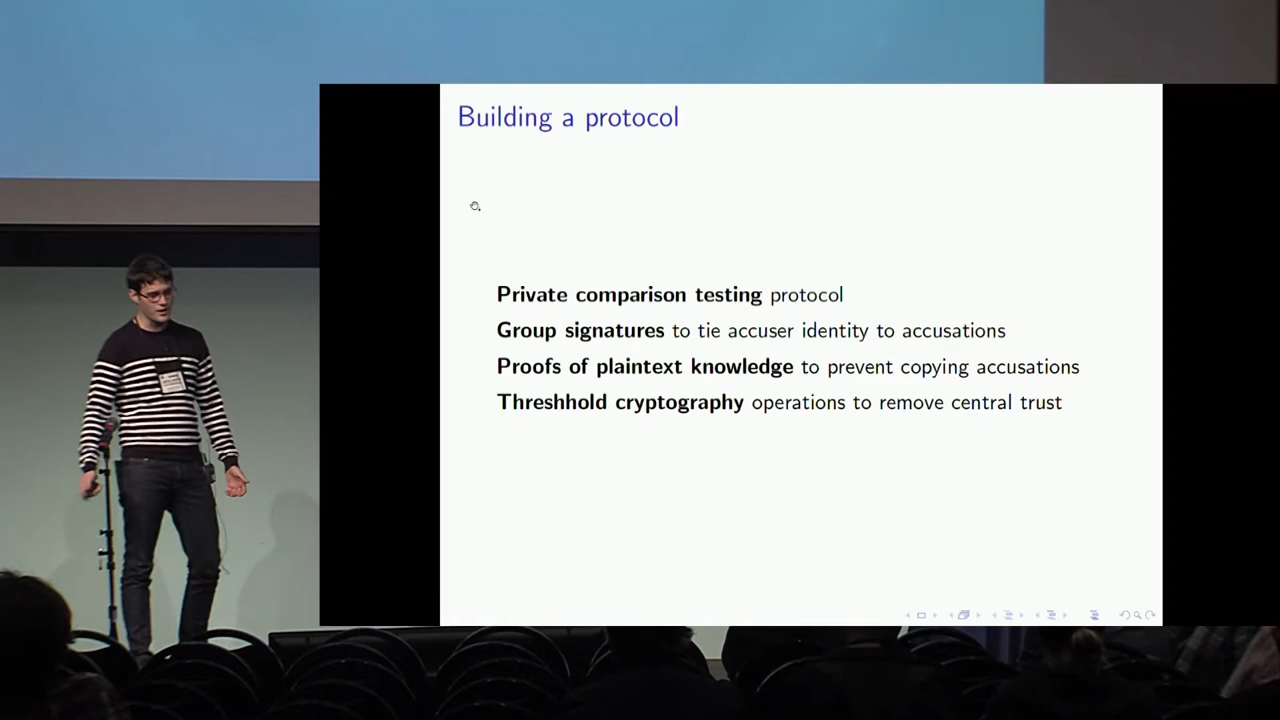 Building a protocol
Private comparison testing protocol
Group signatures to tie accuser identity to accusations
Proofs of plaintext knowledge to prevent copying accusations
Threshhold cryptography operations to remove central trust